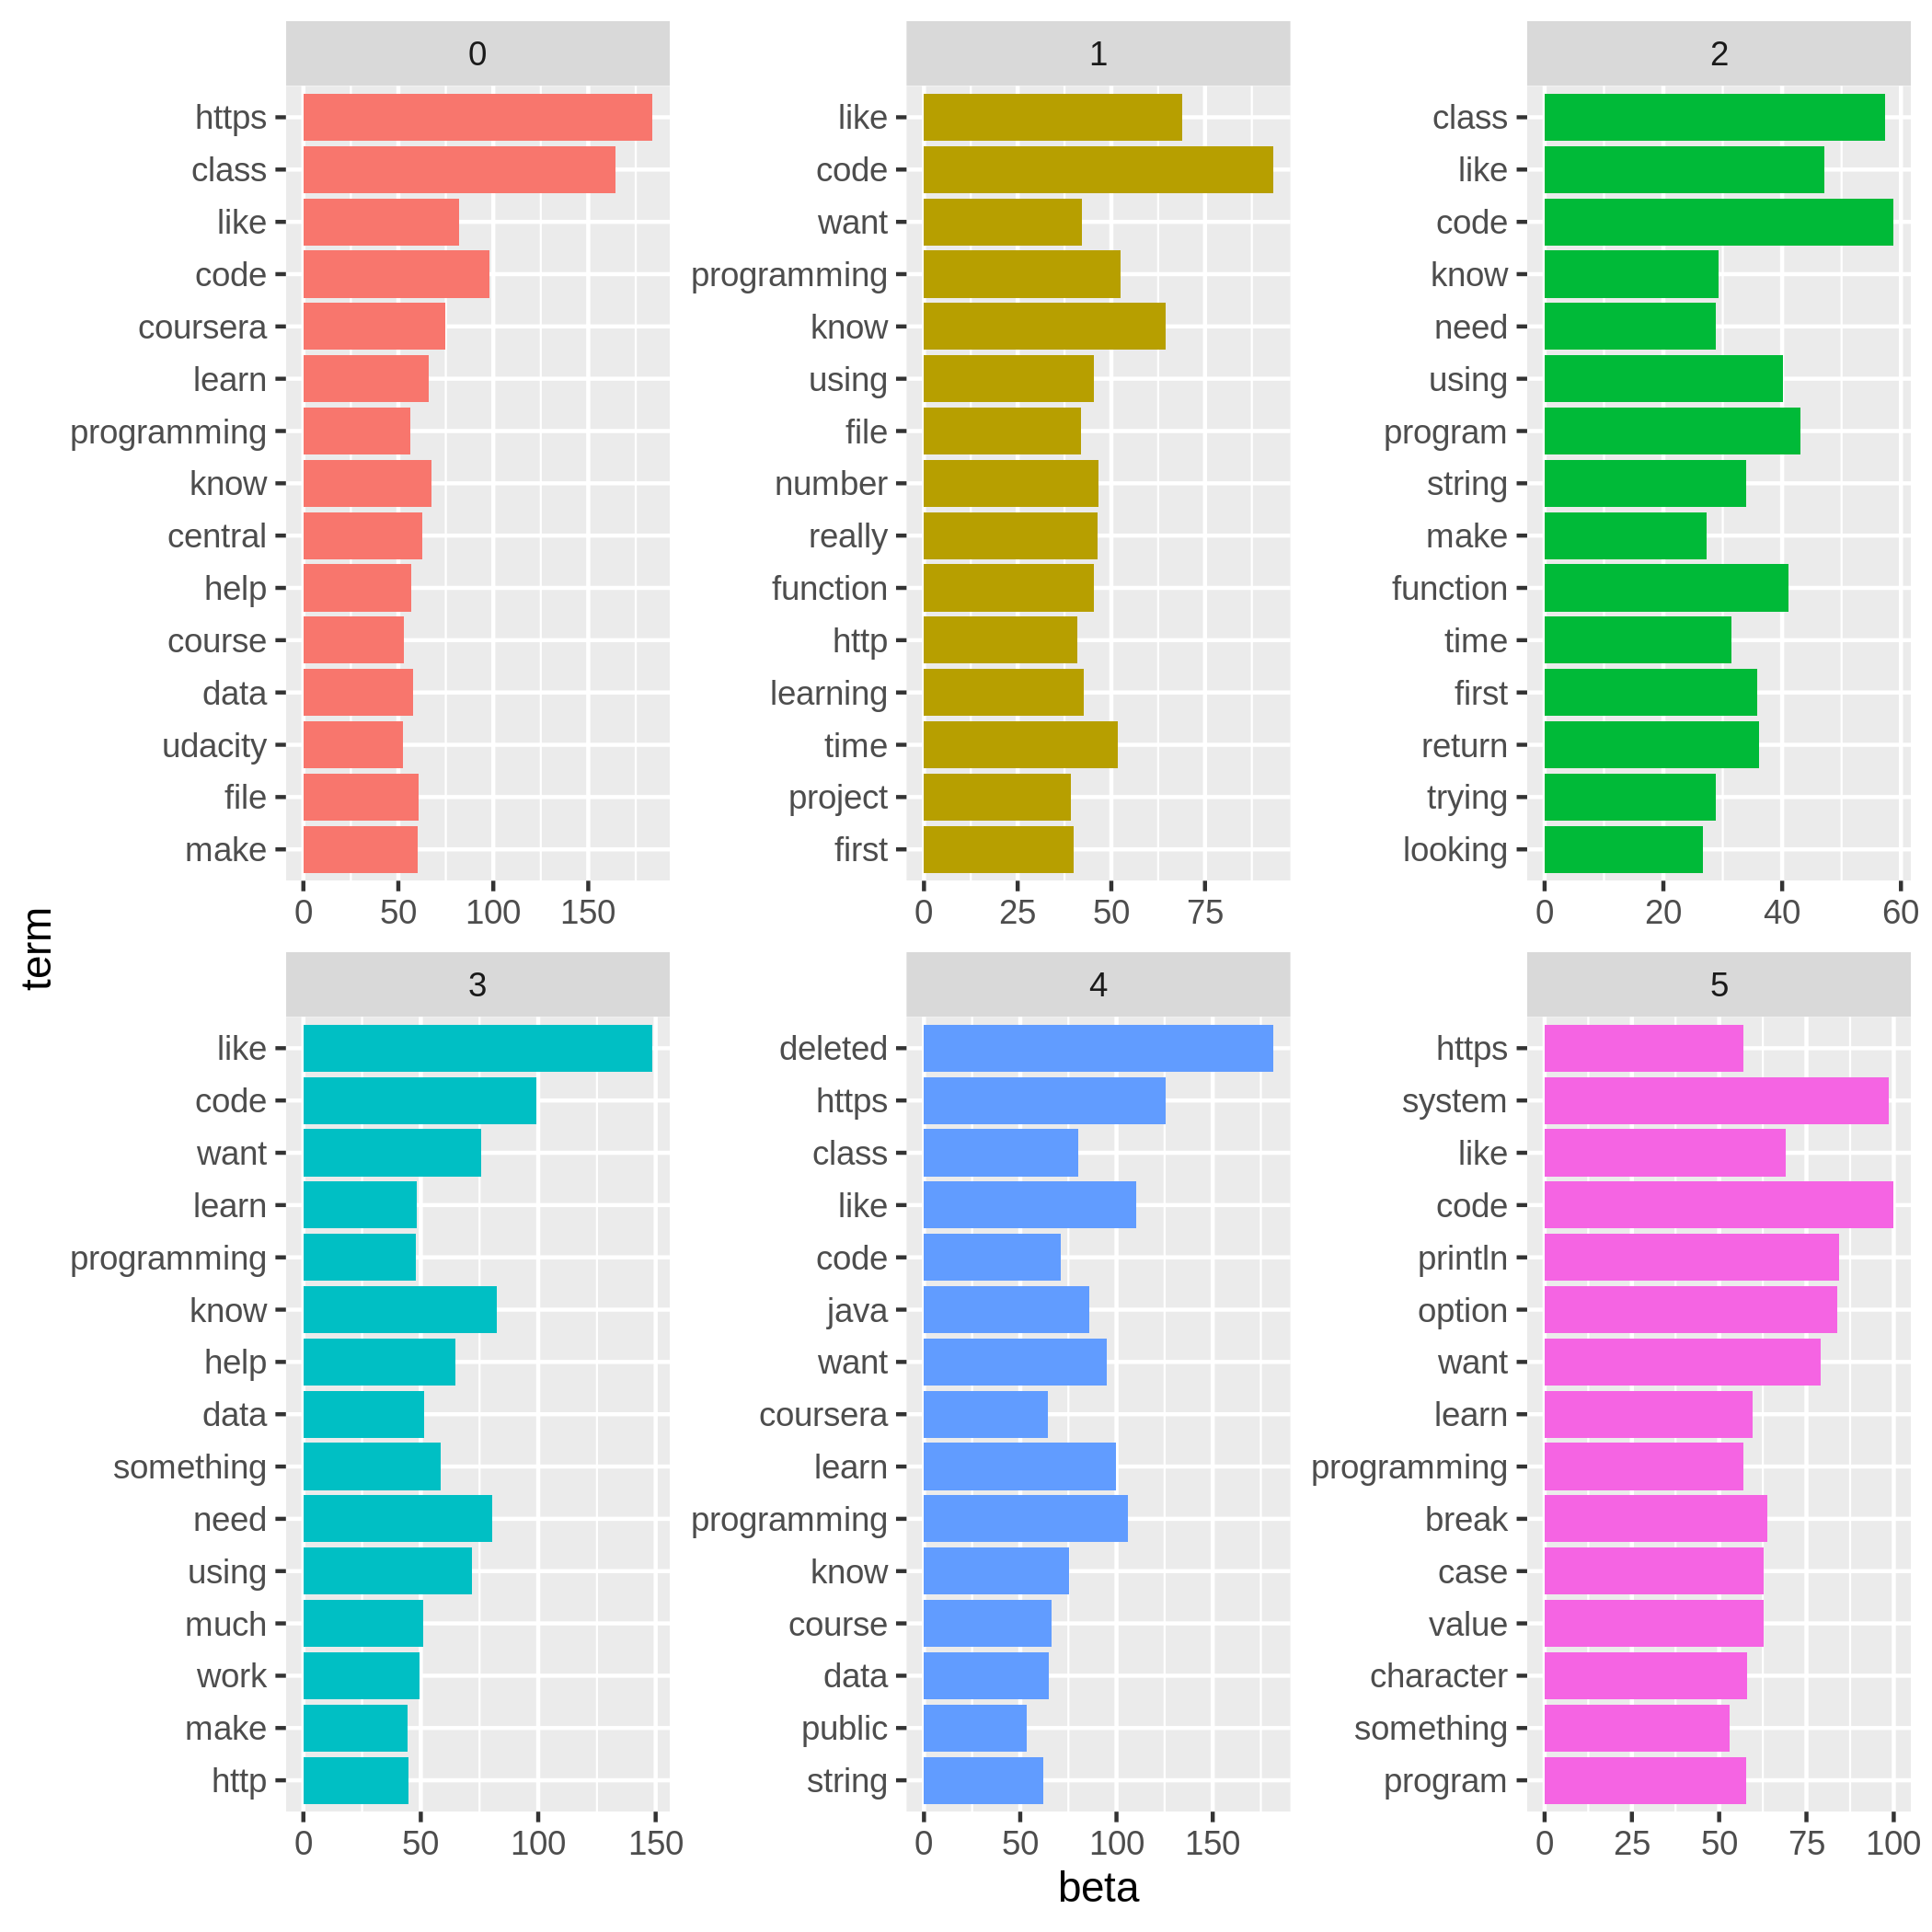 0
https
class
like
code
coursera
learn
programming
know
central
help
course
data
udacity
file
make
0 50 100 150
1
like
code
want
programming
know
using
file
number
really
function
http
learning
time
project
first
0 25 50 75
2
class
like
code
know
need
using
program
string
make
function
time
first
return
trying
looking
0 20 40 60
term
3
like
code
want
learn
programming
know
help
data
something
need
using
much
work
make
http
0 50 100 150
4
deleted
https
class
like
code
java
want
coursera
learn
programming
know
course
data
public
string
0 50 100 150
5
https
system
like
code
println
option
want
learn
programming
break
case
value
character
something
program
0 25 50 75 100
beta